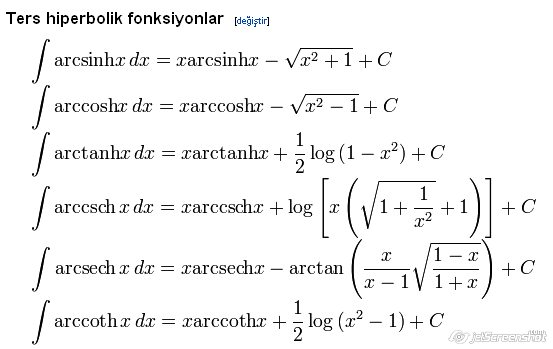 Ters hiperbolik fonksiyonlar [değiştir]
∫ arcsinhx dx = xarcsinhx − √(x² + 1) + C
∫ arccoshx dx = xarccoshx − √(x² − 1) + C
∫ arctanhx dx = xarctanhx + 1/2 log (1 − x²) + C
∫ arccsch x dx = xarccschx + log [x (√(1 + 1/x²) + 1)] + C
∫ arcsech x dx = xarcsechx − arctan (x/(x − 1) √((1 − x)/(1 + x))) + C
∫ arccoth x dx = xarccothx + 1/2 log (x² − 1) + C
jetScreenshot